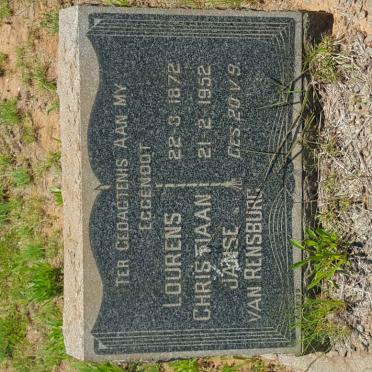 TER GEDAGTENIS AAN MY
EGGENOOT
LOURENS
CHRISTIAAN
JANSE
VAN RENSBURG
22·3·1872
21·2·1952
GES 20 V 9.